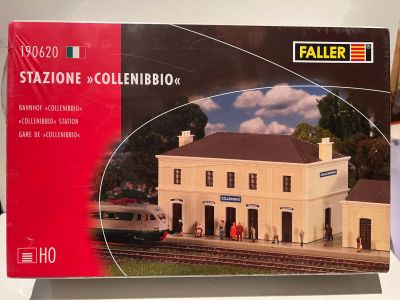 190620
STAZIONE »COLLENIBBIO«
BAHNHOF »COLLENIBBIO«
»COLLENIBBIO« STATION
GARE DE »COLLENIBBIO«
FALLER
COLLENIBBIO
H0